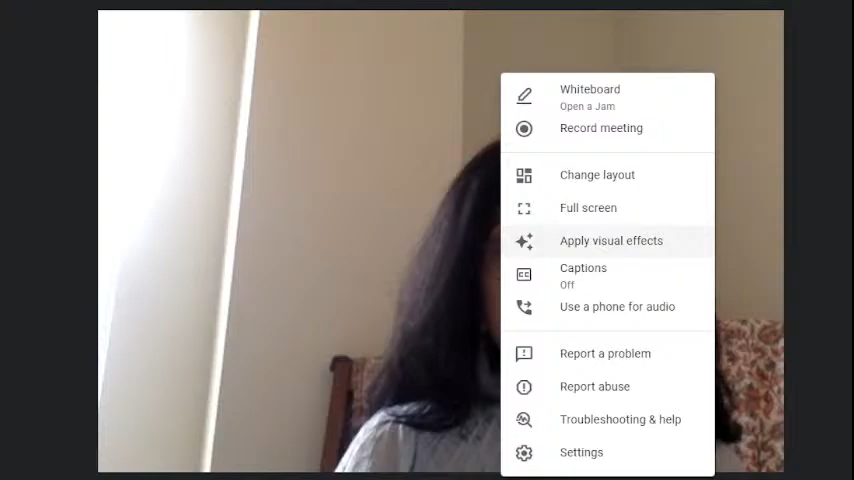 Whiteboard
Open a Jam
Record meeting
Change layout
Full screen
Apply visual effects
Captions
Off
Use a phone for audio
Report a problem
Report abuse
Troubleshooting & help
Settings